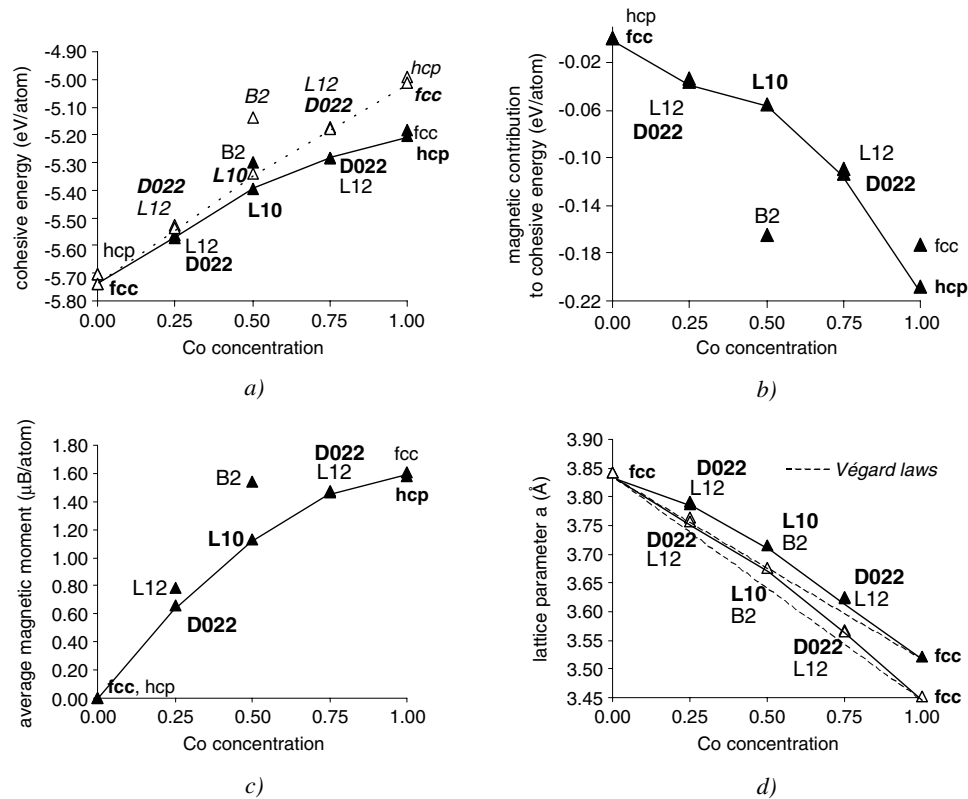 -4.90
-5.00
-5.10
-5.20
-5.30
-5.40
-5.50
-5.60
-5.70
-5.80
cohesive energy (eV/atom)
hcp
fcc
L12
D022
B2
fcc
hcp
B2
L10
D022
L12
L10
D022
L12
L12
D022
hcp
fcc
0.00 0.25 0.50 0.75 1.00
Co concentration
a)
hcp
fcc
-0.02
-0.06
-0.10
-0.14
-0.18
-0.22
magnetic contribution
to cohesive energy (eV/atom)
L10
L12
D022
L12
D022
B2
fcc
hcp
0.00 0.25 0.50 0.75 1.00
Co concentration
b)
1.80
1.60
1.40
1.20
1.00
0.80
0.60
0.40
0.20
0.00
average magnetic moment (µB/atom)
D022
L12
fcc
hcp
B2
L10
L12
D022
fcc, hcp
0.00 0.25 0.50 0.75 1.00
Co concentration
c)
3.90
3.85
3.80
3.75
3.70
3.65
3.60
3.55
3.50
3.45
lattice parameter a (Å)
fcc
D022
L12
Végard laws
D022
L12
L10
B2
L10
B2
D022
L12
D022
L12
fcc
fcc
0.00 0.25 0.50 0.75 1.00
Co concentration
d)